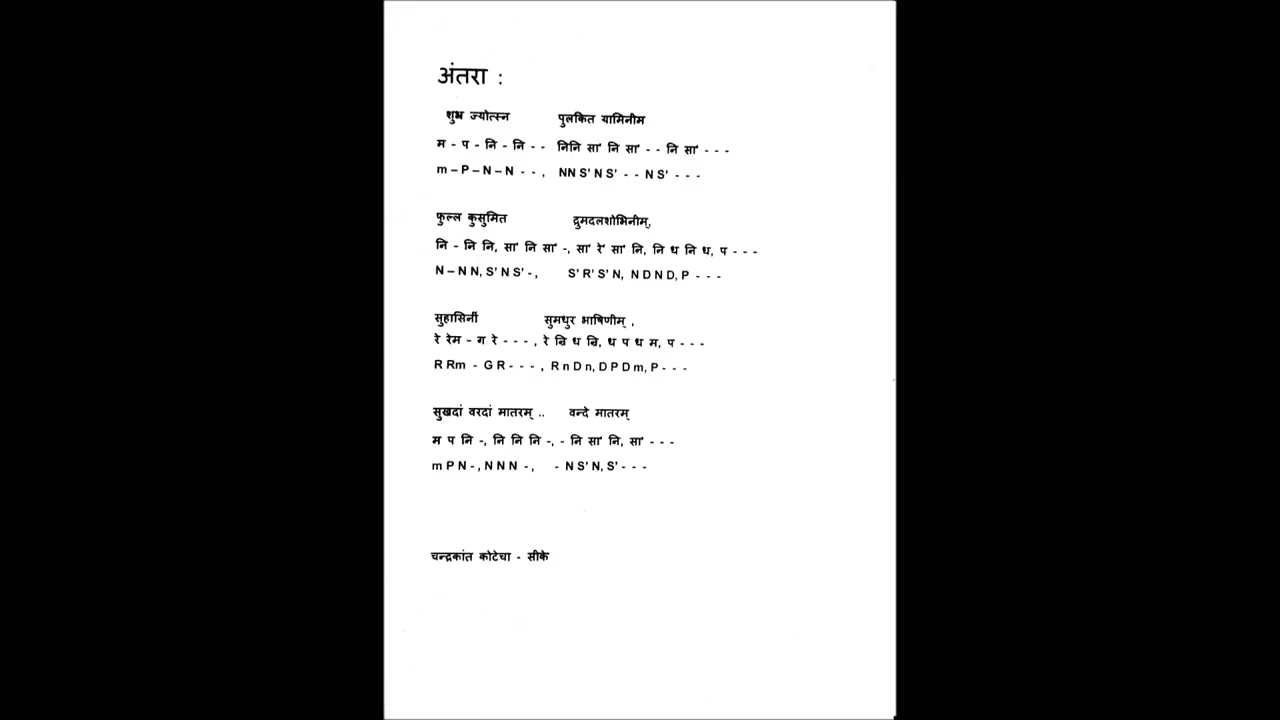 अंतरा :
शुभ ज्योत्स्न पुलकित यामिनीम
म - प - नि - नि - - निनि सा' नि सा' - - नि सा' - - -
m – P – N – N - - , NN S' N S' - - N S' - - -
फुल्ल कुसुमित द्रुमदलशोभिनीम्,
नि - नि नि, सा' नि सा' -, सा' रे' सा' नि, नि ध नि ध, प - - -
N – N N, S' N S' - , S' R' S' N, N D N D, P - - -
सुहासिनीं सुमधुर भाषिणीम् ,
रे रेम - ग रे - - - , रे नि ध नि, ध प ध म, प - - -
R Rm - G R - - - , R n D n, D P D m, P - - -
सुखदां वरदां मातरम् .. वन्दे मातरम्
म प नि -, नि नि नि -, - नि सा' नि, सा' - - -
m P N - , N N N - , - N S' N, S' - - -
चन्द्रकांत कोटेचा - सीके